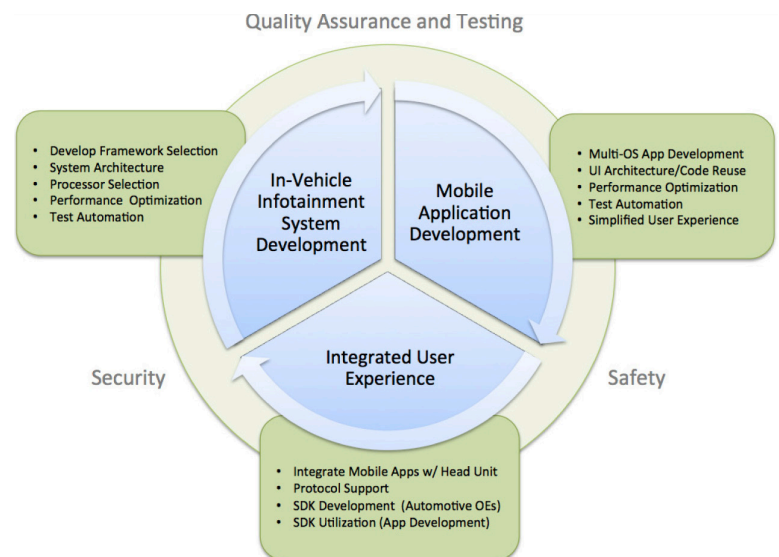 Quality Assurance and Testing
• Develop Framework Selection
• System Architecture
• Processor Selection
• Performance Optimization
• Test Automation
In-Vehicle
Infotainment
System
Development
Mobile
Application
Development
• Multi-OS App Development
• UI Architecture/Code Reuse
• Performance Optimization
• Test Automation
• Simplified User Experience
Security
Integrated User
Experience
Safety
• Integrate Mobile Apps w/ Head Unit
• Protocol Support
• SDK Development (Automotive OEs)
• SDK Utilization (App Development)